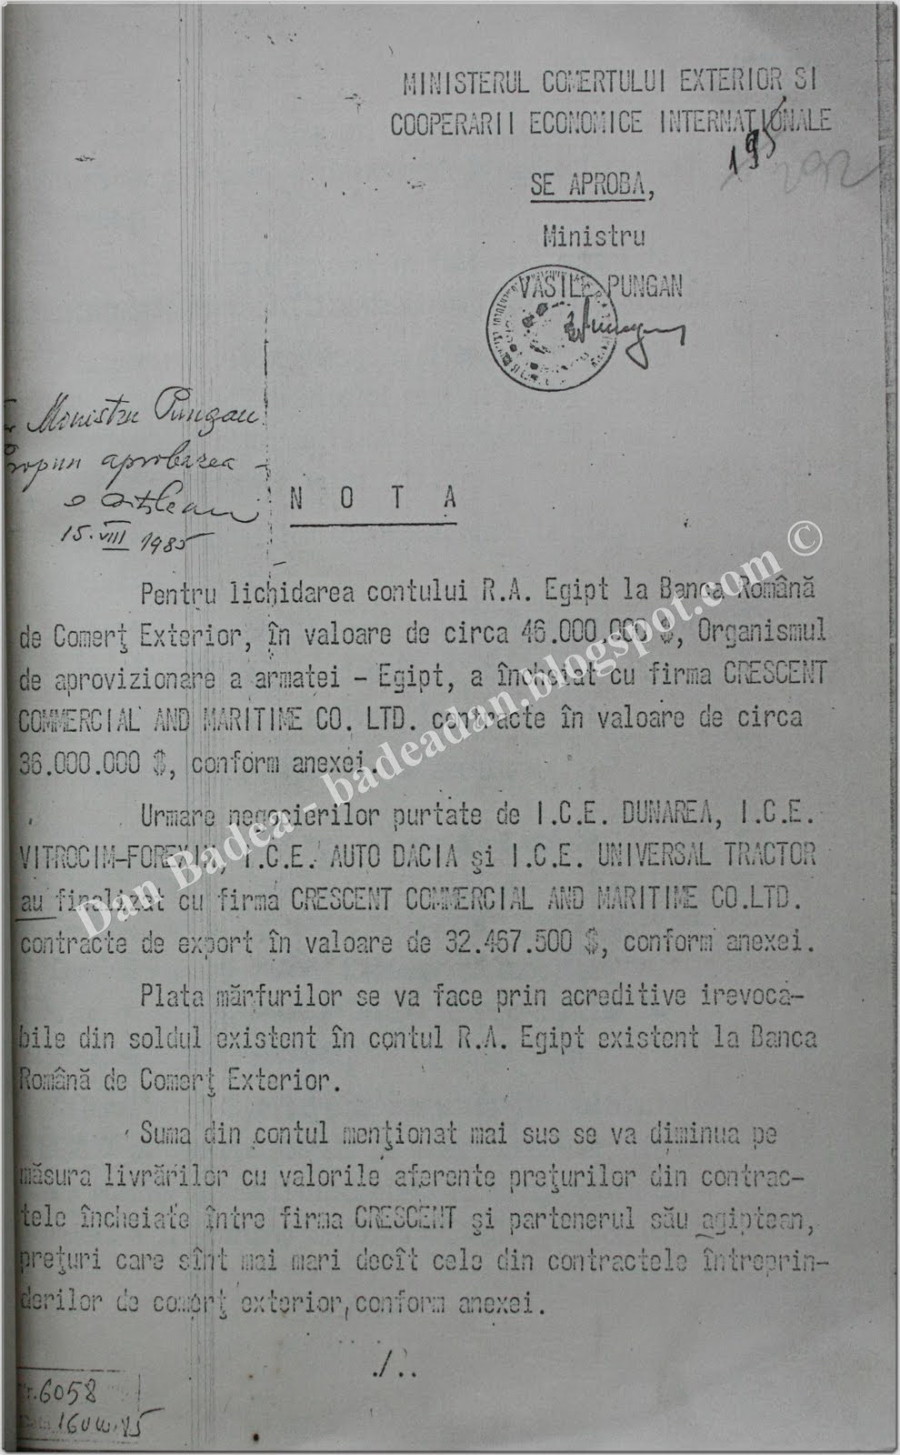 MINISTERUL COMERTULUI EXTERIOR SI
COOPERARII ECONOMICE INTERNAŢIONALE
195
292
SE APROBA,
Ministru
VASILE PUNGAN
Ministru Pungan
Propun aprobarea
15.VIII 1985
N O T A
Pentru lichidarea contului R.A. Egipt la Banca Română
de Comerţ Exterior, în valoare de circa 46.000.000 $, Organismul
de aprovizionare a armatei - Egipt, a încheiat cu firma CRESCENT
COMMERCIAL AND MARITIME CO. LTD. contracte în valoare de circa
36.000.000 $, conform anexei.
Urmare negocierilor purtate de I.C.E. DUNAREA, I.C.E.
VITROCIM-FOREXIM, I.C.E. AUTO DACIA şi I.C.E. UNIVERSAL TRACTOR
au finalizat cu firma CRESCENT COMMERCIAL AND MARITIME CO.LTD.
contracte de export în valoare de 32.467.500 $, conform anexei.
Plata mărfurilor se va face prin acreditive irevoca-
bile din soldul existent în contul R.A. Egipt existent la Banca
Română de Comerţ Exterior.
Suma din contul menţionat mai sus se va diminua pe
măsura livrărilor cu valorile aferente preţurilor din contrac-
tele încheiate între firma CRESCENT şi partenerul său agiptean,
preţuri care sînt mai mari decît cele din contractele întreprin-
derilor de comerţ exterior, conform anexei.
./..
Nr.6058
Dan Badea - badeadan.blogspot.com ©